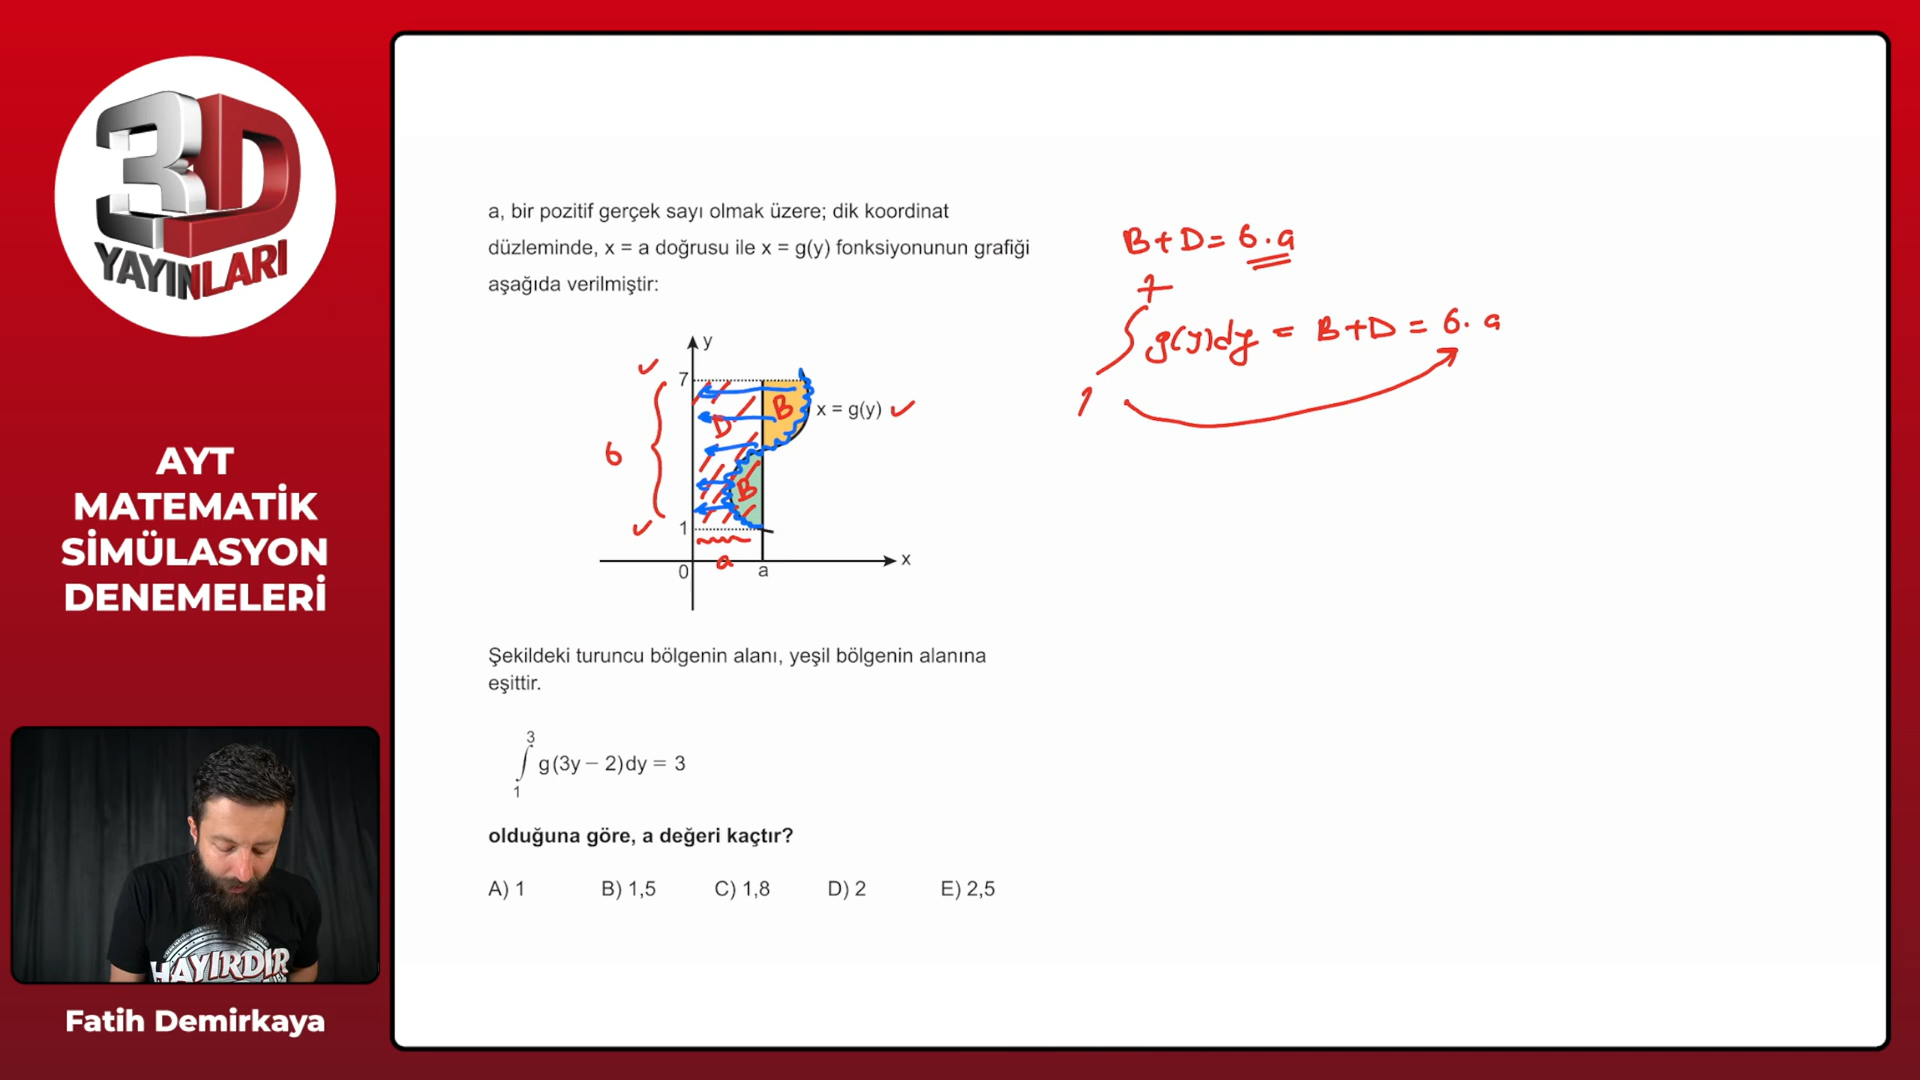 3D
YAYINLARI
AYT
MATEMATİK
SİMÜLASYON
DENEMELERİ
HAYIRDIR
Fatih Demirkaya
a, bir pozitif gerçek sayı olmak üzere; dik koordinat
düzleminde, x = a doğrusu ile x = g(y) fonksiyonunun grafiği
aşağıda verilmiştir:
y
7
B
x = g(y)
D
6
B
1
a
x
0
a
Şekildeki turuncu bölgenin alanı, yeşil bölgenin alanına
eşittir.
∫₁³ g(3y – 2)dy = 3
olduğuna göre, a değeri kaçtır?
A) 1 B) 1,5 C) 1,8 D) 2 E) 2,5
B+D= 6.a
7
∫ g(y)dy = B+D = 6. a
1